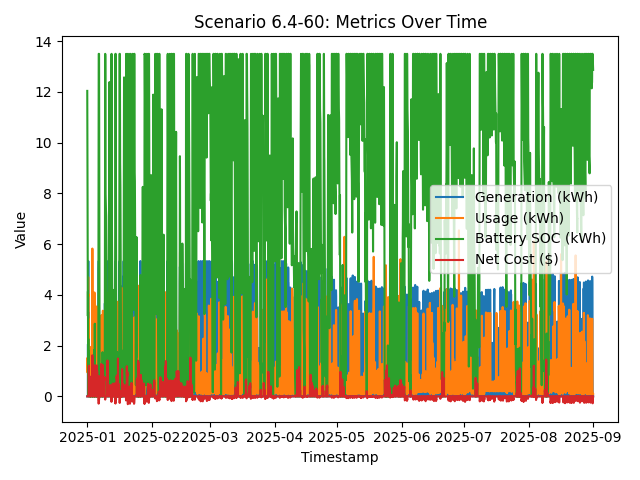 Scenario 6.4-60: Metrics Over Time
Value
14
12
10
8
6
4
2
0
Generation (kWh)
Usage (kWh)
Battery SOC (kWh)
Net Cost ($)
2025-01 2025-02 2025-03 2025-04 2025-05 2025-06 2025-07 2025-08 2025-09
Timestamp